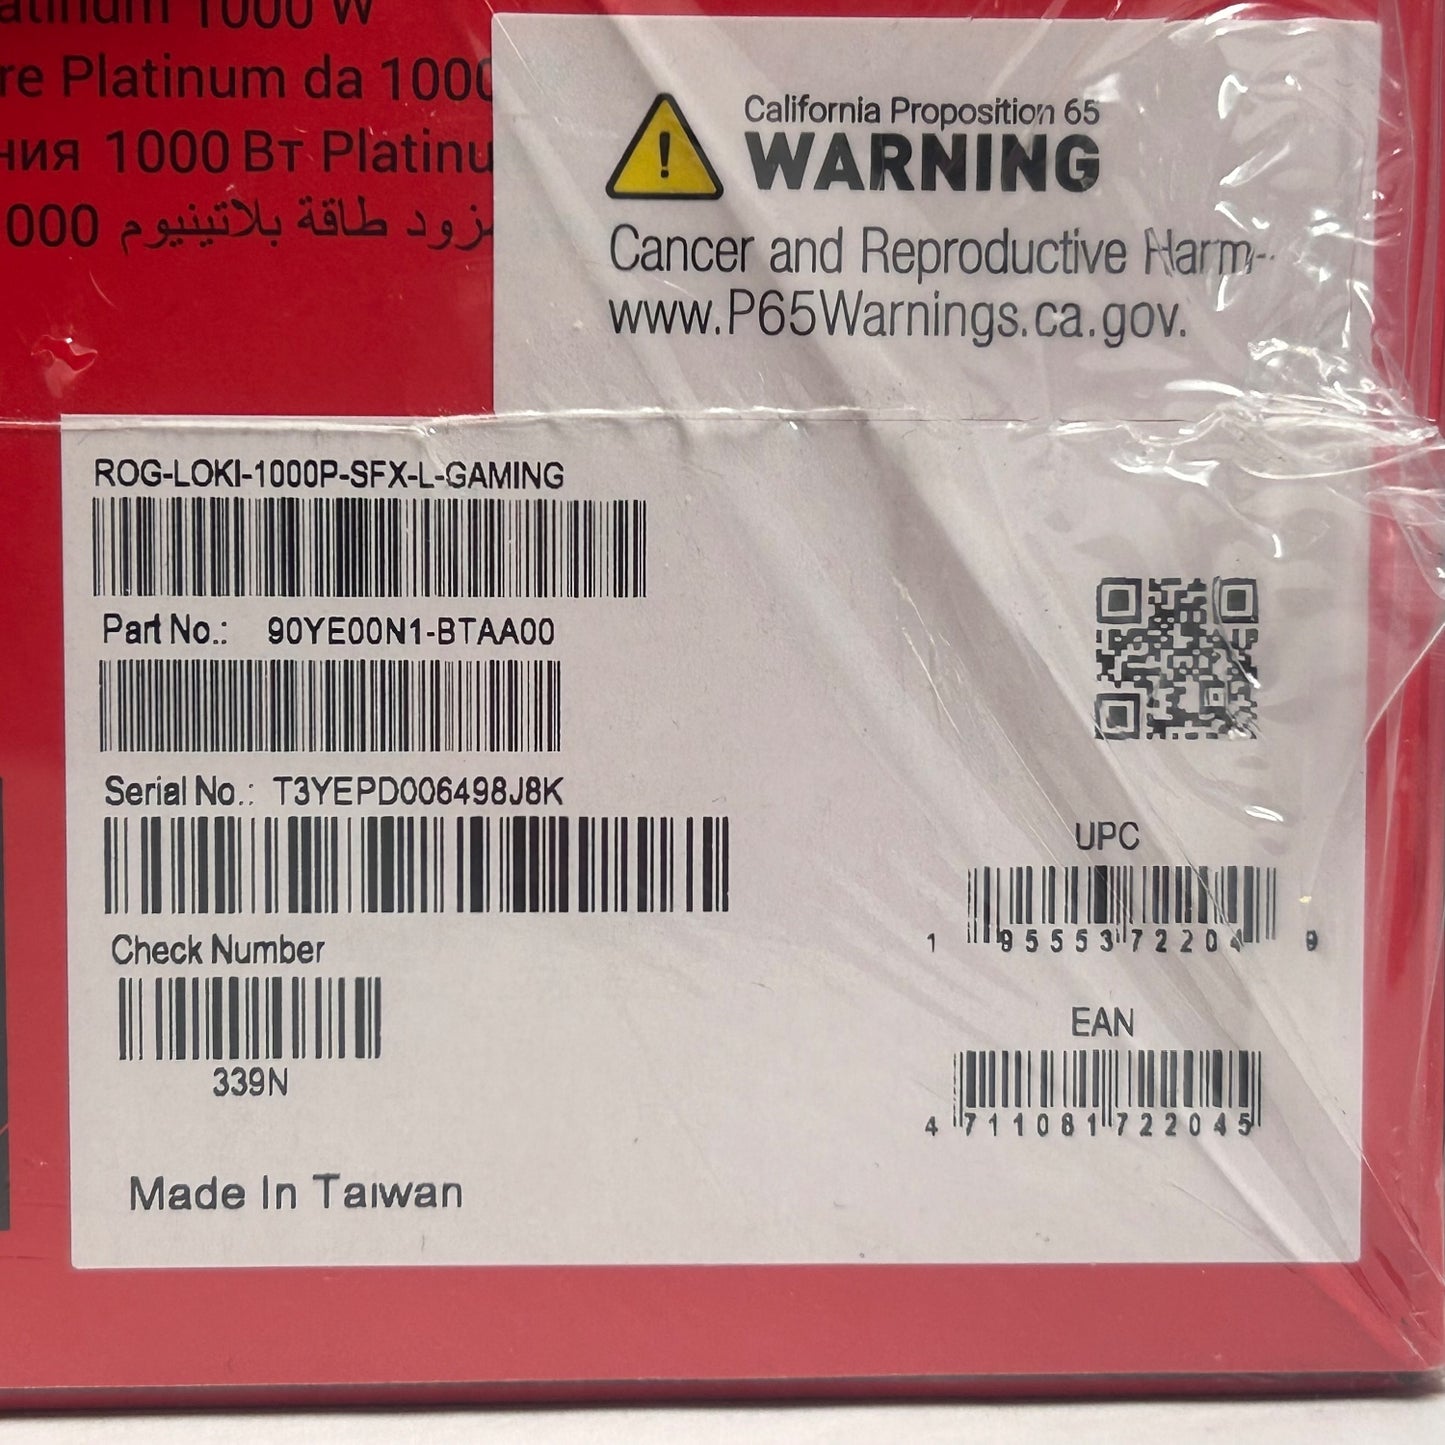 Platinum 1000 W
re Platinum da 1000
ния 1000 Вт Platinu
مزود طاقة بلاتينيوم 1000
California Proposition 65
WARNING
Cancer and Reproductive Harm-
www.P65Warnings.ca.gov.
ROG-LOKI-1000P-SFX-L-GAMING
Part No.: 90YE00N1-BTAA00
Serial No.: T3YEPD006498J8K
Check Number
339N
Made In Taiwan
UPC
1 95553 72204 9
EAN
4 711081 722045